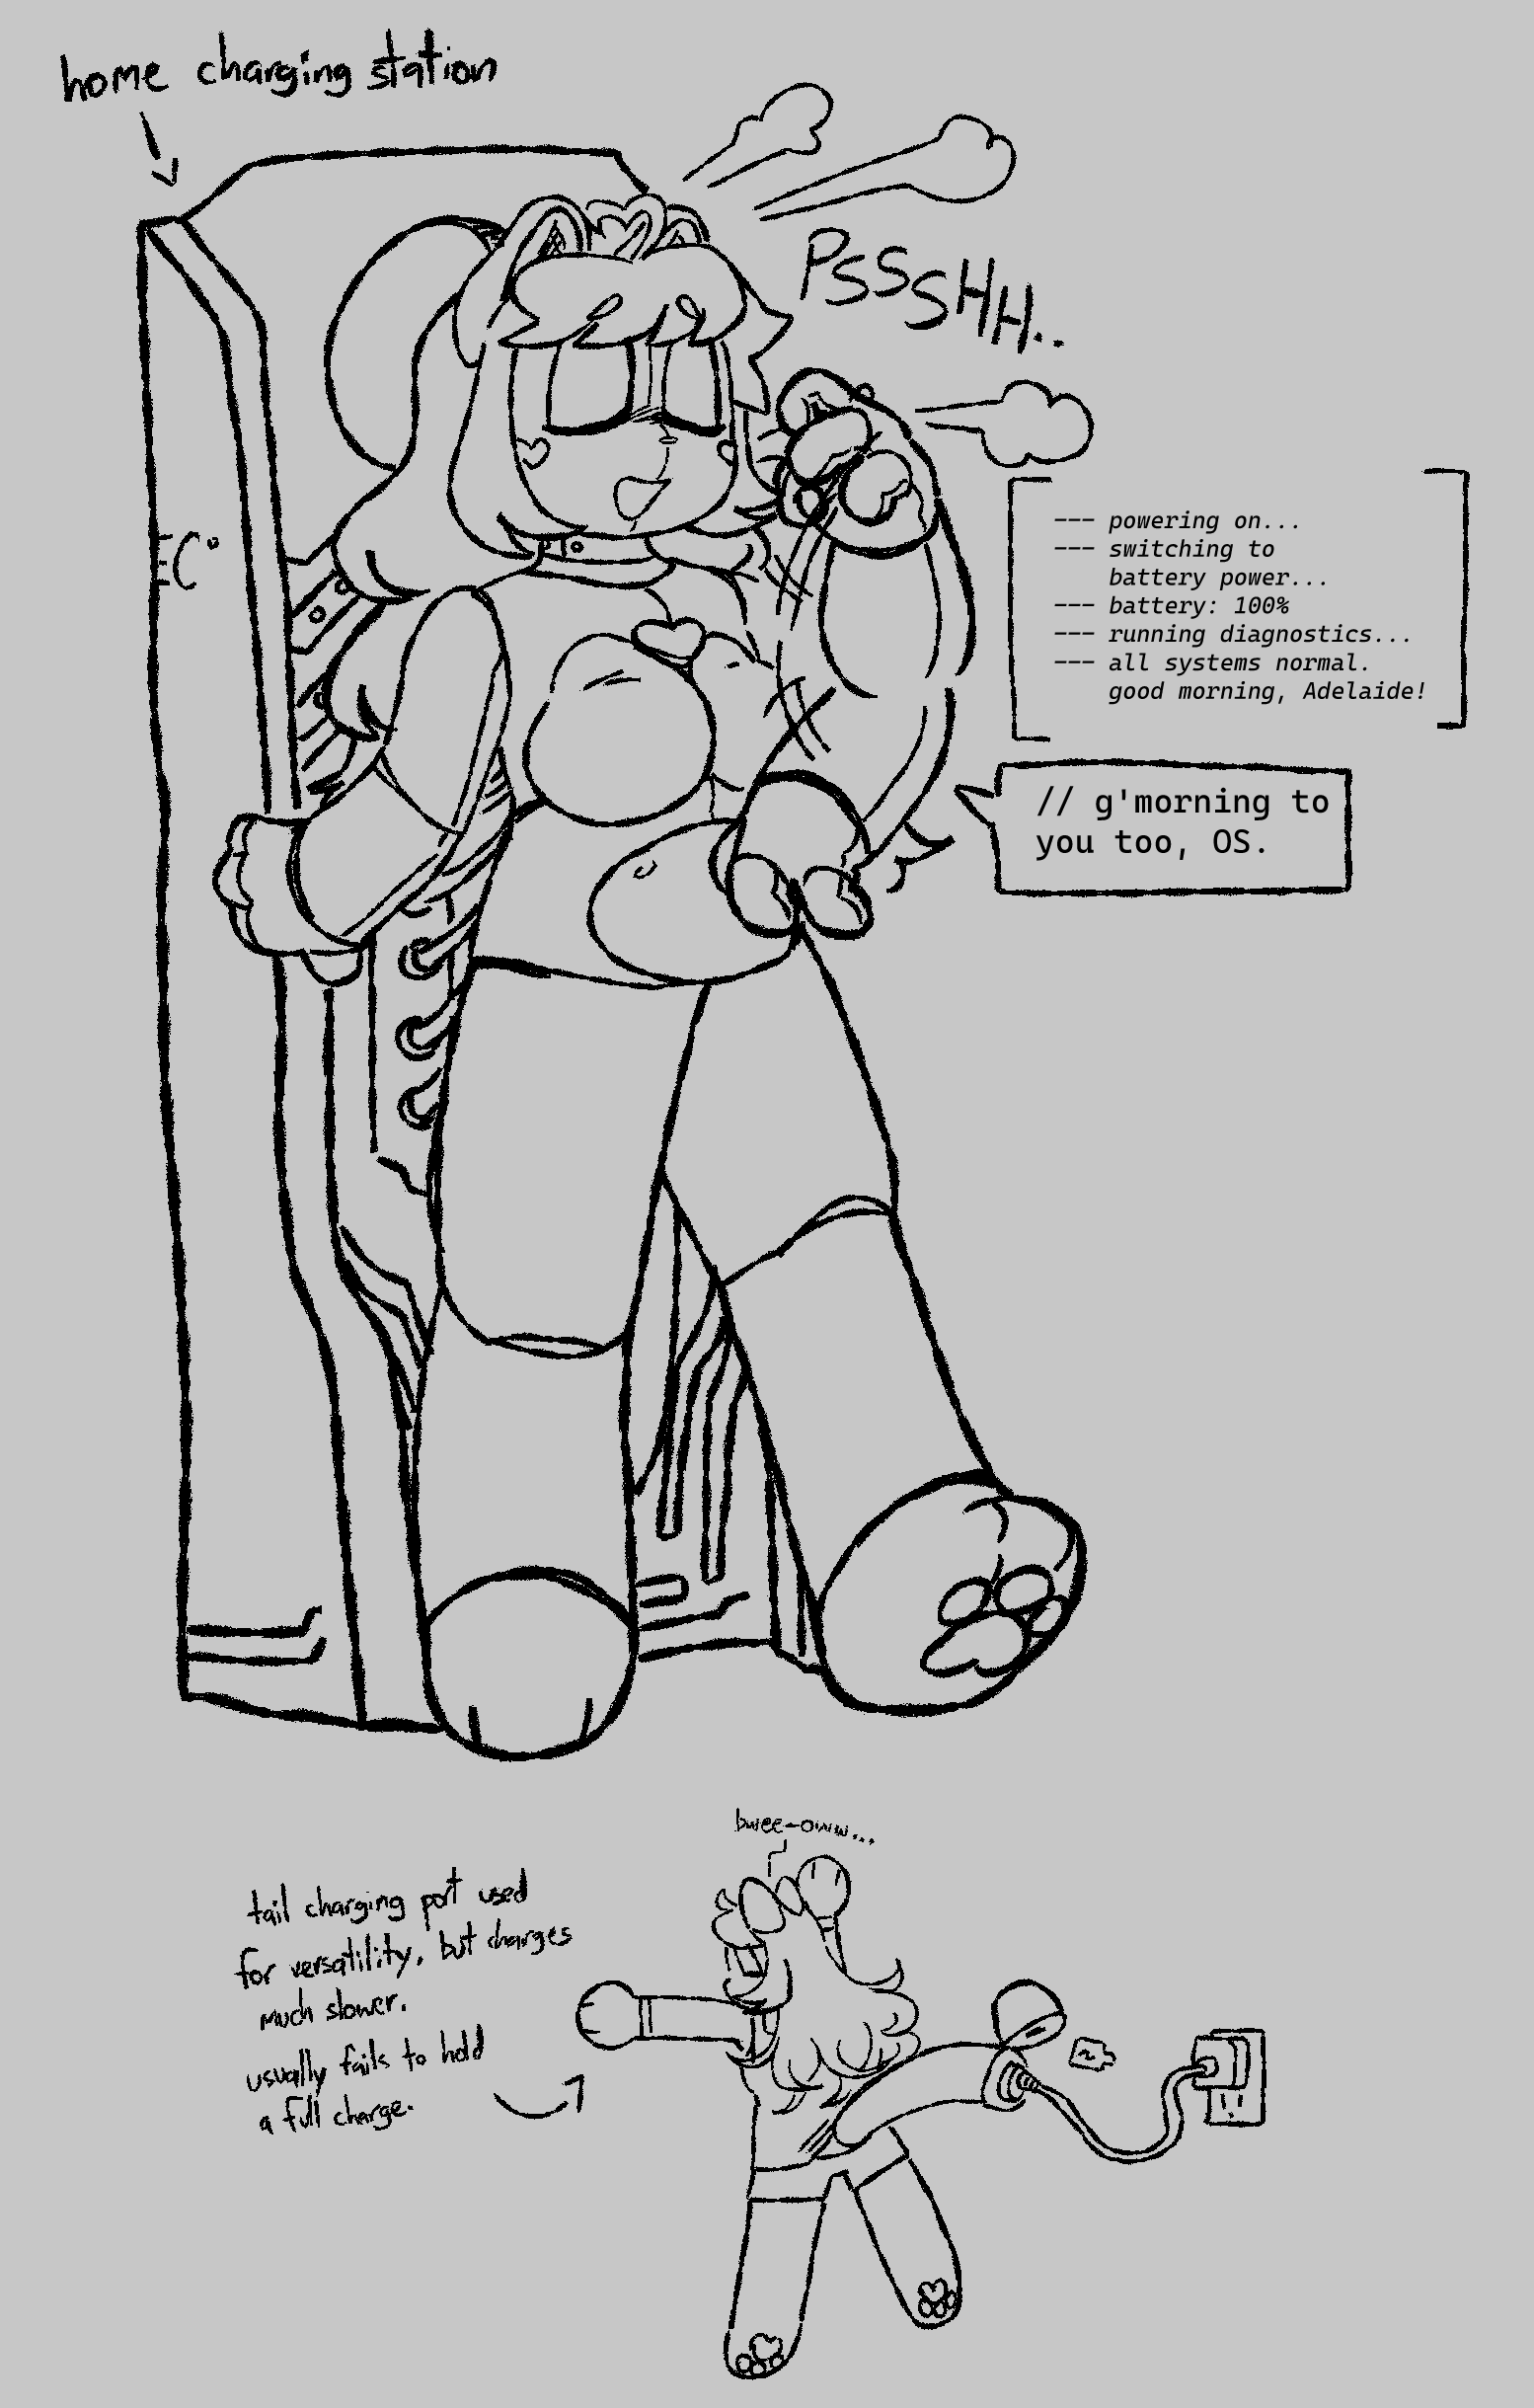 home charging station
PSSSSHH..
--- powering on...
--- switching to
battery power...
--- battery: 100%
--- running diagnostics...
--- all systems normal.
good morning, Adelaide!
// g'morning to
you too, OS.
bwee-oww...
tail charging port used
for versatility, but charges
much slower.
usually fails to hold
a full charge.